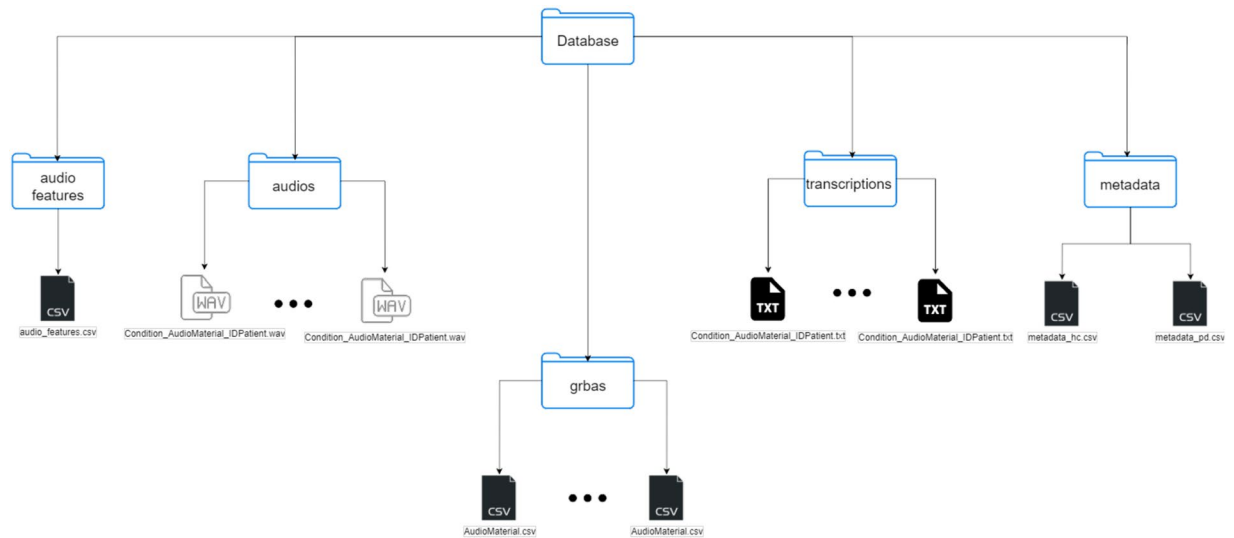 Database
audio
features
audios
transcriptions
metadata
CSV
audio_features.csv
WAV
Condition_AudioMaterial_IDPatient.wav
WAV
Condition_AudioMaterial_IDPatient.wav
TXT
Condition_AudioMaterial_IDPatient.txt
TXT
Condition_AudioMaterial_IDPatient.txt
CSV
metadata_hc.csv
CSV
metadata_pd.csv
grbas
CSV
AudioMaterial.csv
CSV
AudioMaterial.csv